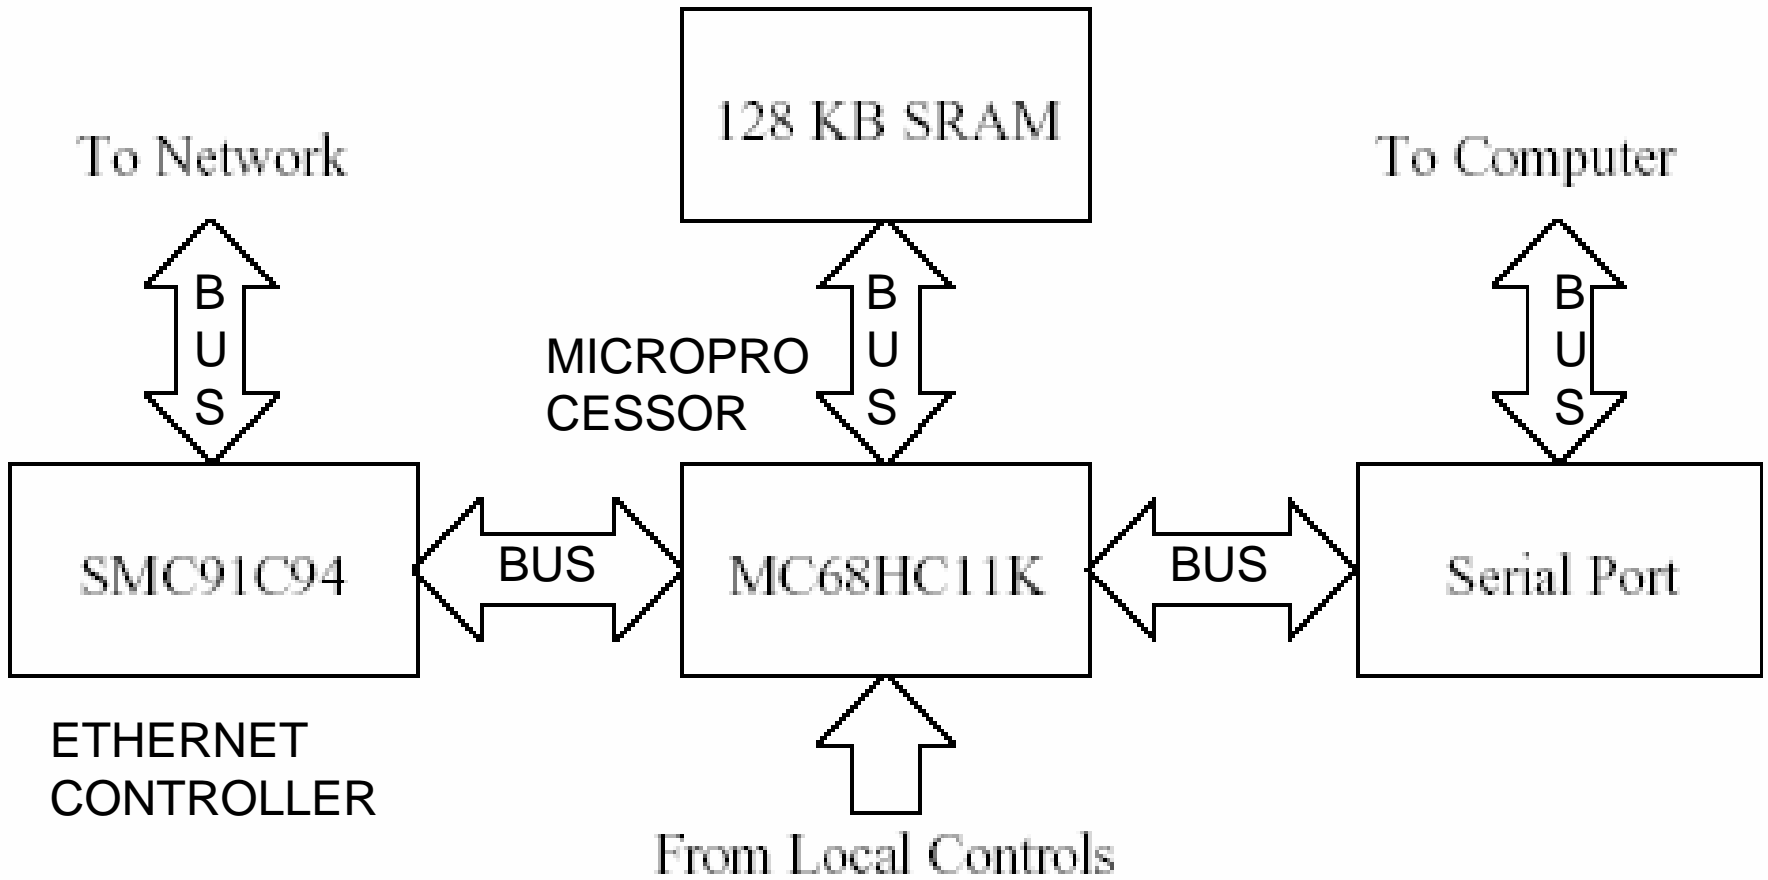 128 KB SRAM
To Network
To Computer
B
U
S
B
U
S
B
U
S
MICROPRO
CESSOR
SMC91C94
BUS
MC68HC11K
BUS
Serial Port
ETHERNET
CONTROLLER
From Local Controls